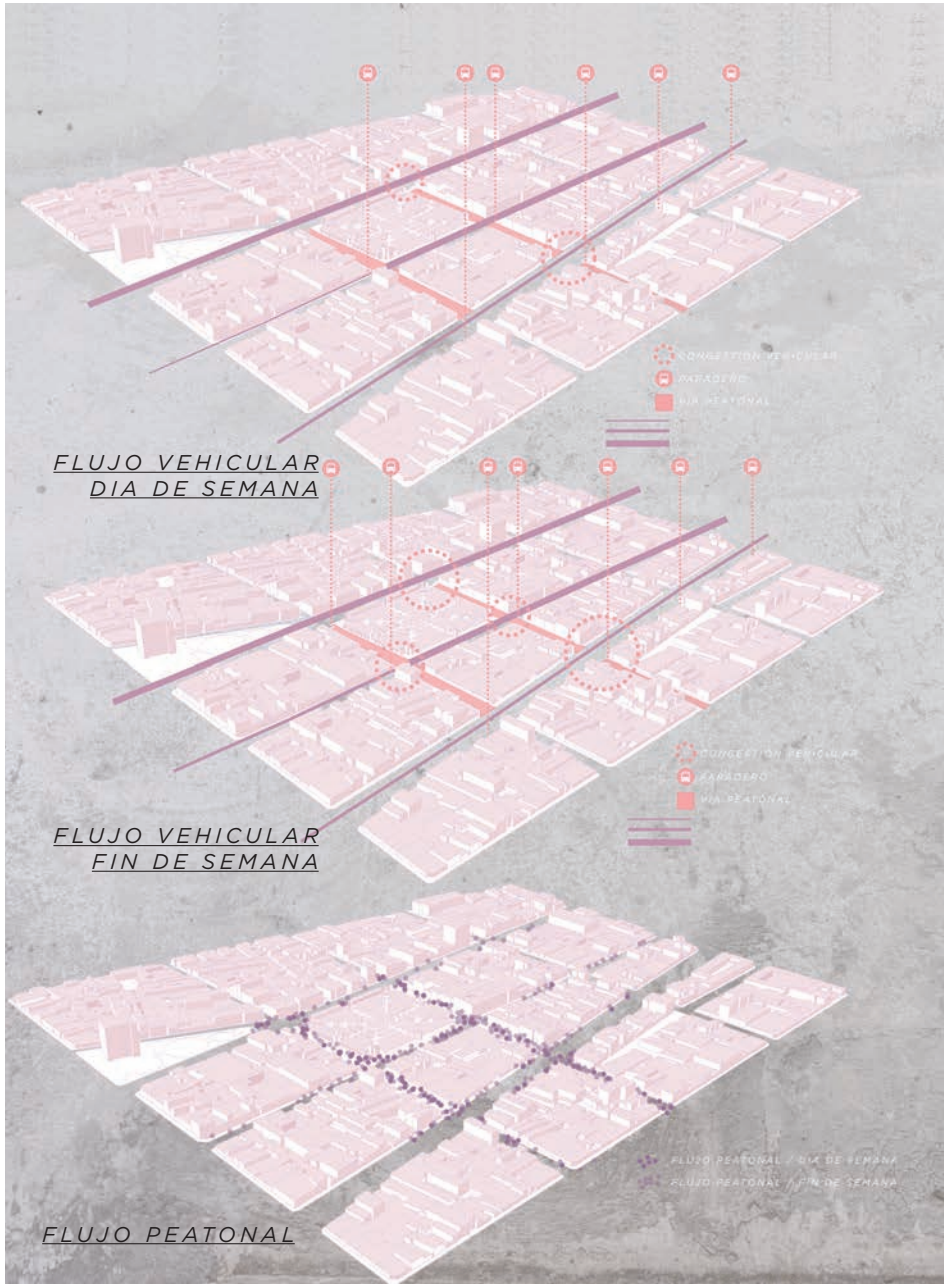 CONGESTION VEHICULAR
PARADERO
VIA PEATONAL
FLUJO VEHICULAR
DIA DE SEMANA
CONGESTION VEHICULAR
PARADERO
VIA PEATONAL
FLUJO VEHICULAR
FIN DE SEMANA
FLUJO PEATONAL / DIA DE SEMANA
FLUJO PEATONAL / FIN DE SEMANA
FLUJO PEATONAL